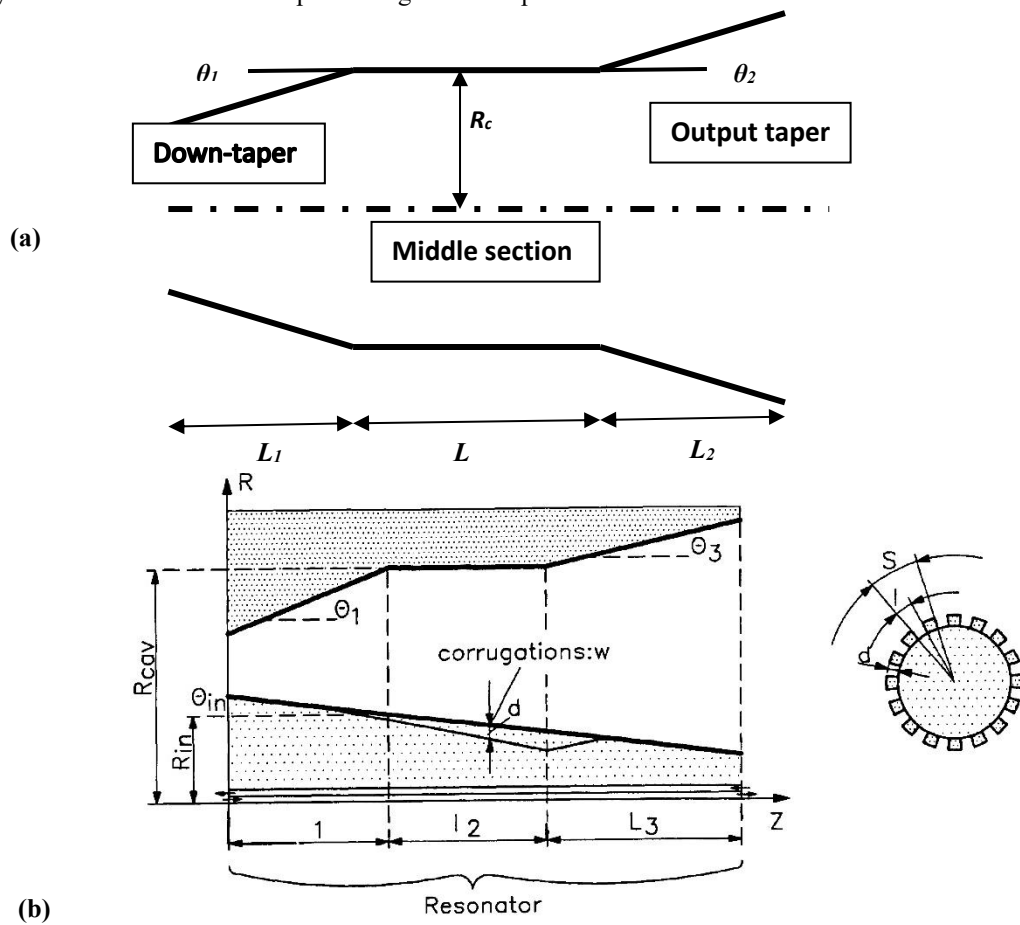 θ1 θ2
Rc
Down-taper
Output taper
(a)
Middle section
L1 L L2
R
Θ3
Θ1
Rcav
corrugations:w
Θin
d
Rin
S
l
d
1 l2 L3 Z
Resonator
(b)